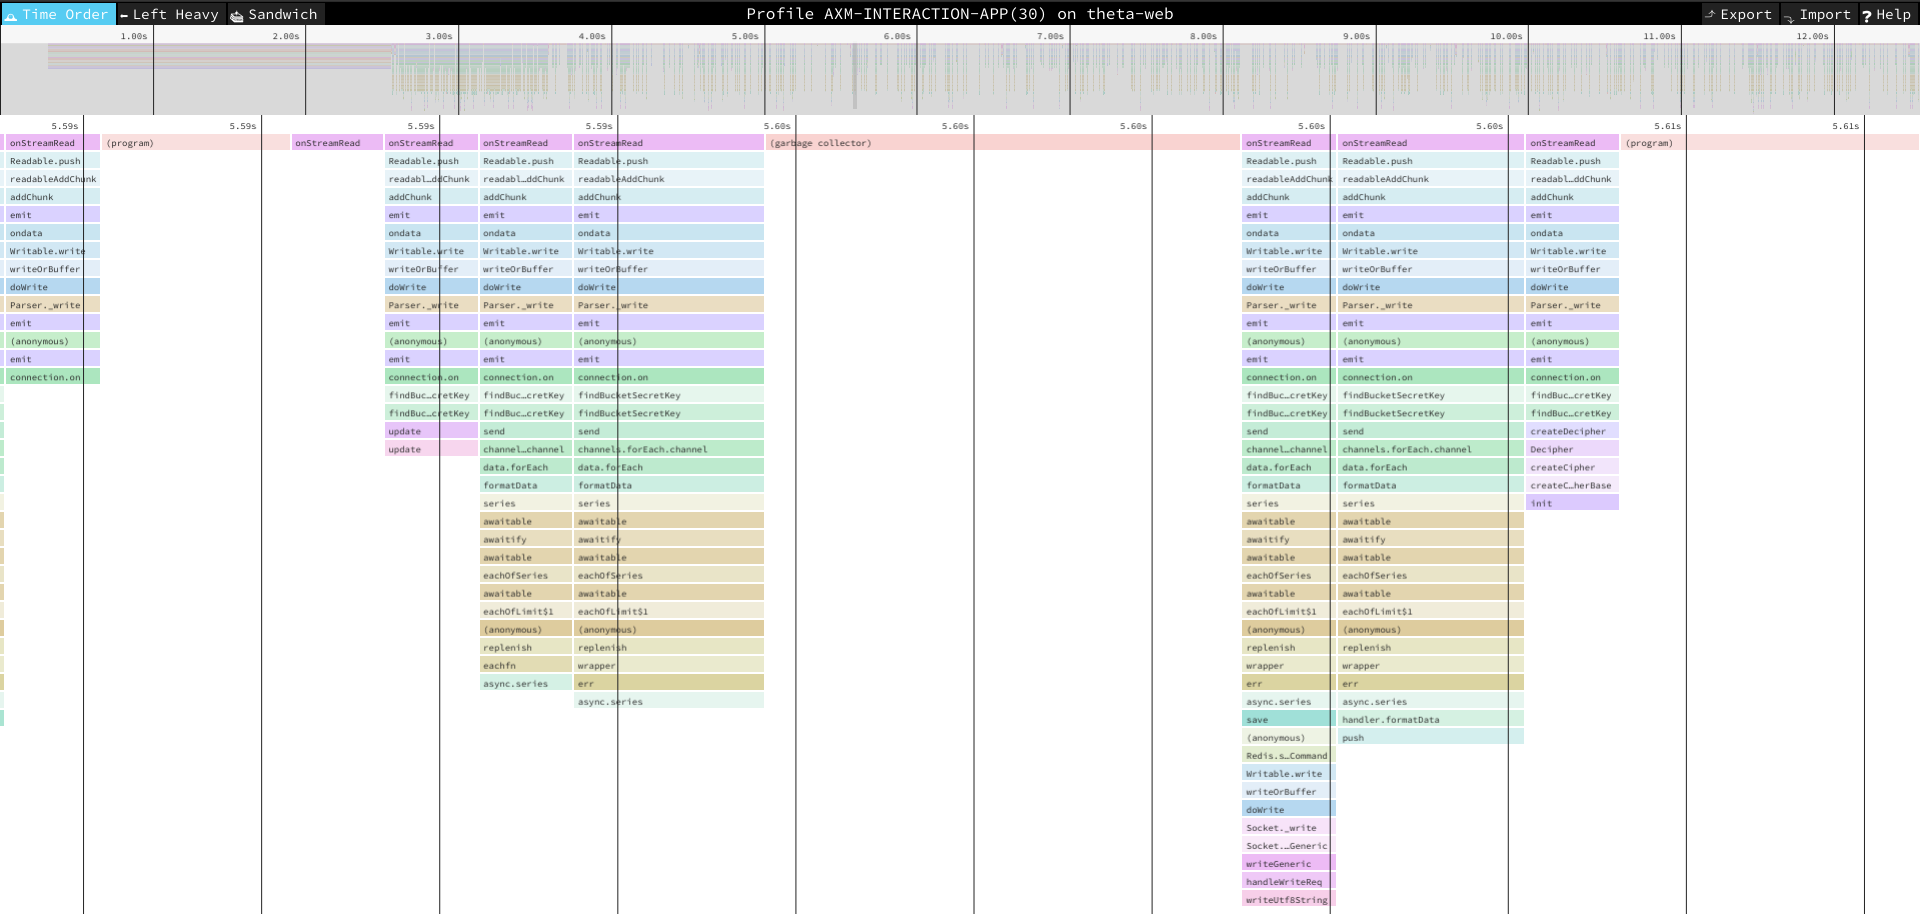 Time Order Left Heavy Sandwich Profile AXM-INTERACTION-APP(30) on theta-web Export Import ? Help
1.00s 2.00s 3.00s 4.00s 5.00s 6.00s 7.00s 8.00s 9.00s 10.00s 11.00s 12.00s
5.59s 5.59s 5.59s 5.59s 5.60s 5.60s 5.60s 5.60s 5.60s 5.61s 5.61s
onStreamRead (program) onStreamRead onStreamRead onStreamRead onStreamRead (garbage collector) onStreamRead onStreamRead onStreamRead (program)
Readable.push Readable.push Readable.push Readable.push Readable.push Readable.push Readable.push
readableAddChunk readabl…ddChunk readabl…ddChunk readableAddChunk readableAddChunk readableAddChunk readabl…ddChunk
addChunk addChunk addChunk addChunk addChunk addChunk addChunk
emit emit emit emit emit emit emit
ondata ondata ondata ondata ondata ondata ondata
Writable.write Writable.write Writable.write Writable.write Writable.write Writable.write Writable.write
writeOrBuffer writeOrBuffer writeOrBuffer writeOrBuffer writeOrBuffer writeOrBuffer writeOrBuffer
doWrite doWrite doWrite doWrite doWrite doWrite doWrite
Parser._write Parser._write Parser._write Parser._write Parser._write Parser._write Parser._write
emit emit emit emit emit emit emit
(anonymous) (anonymous) (anonymous) (anonymous) (anonymous) (anonymous) (anonymous)
emit emit emit emit emit emit emit
connection.on connection.on connection.on connection.on connection.on connection.on connection.on
findBuc…cretKey findBuc…cretKey findBucketSecretKey findBuc…cretKey findBucketSecretKey findBuc…cretKey
findBuc…cretKey findBuc…cretKey findBucketSecretKey findBuc…cretKey findBucketSecretKey findBuc…cretKey
update send send send send createDecipher
update channel…channel channels.forEach.channel channel…channel channels.forEach.channel Decipher
data.forEach data.forEach data.forEach data.forEach createCipher
formatData formatData formatData formatData createC…herBase
series series series series init
awaitable awaitable awaitable awaitable
awaitify awaitify awaitify awaitify
awaitable awaitable awaitable awaitable
eachOfSeries eachOfSeries eachOfSeries eachOfSeries
awaitable awaitable awaitable awaitable
eachOfLimit$1 eachOfLimit$1 eachOfLimit$1 eachOfLimit$1
(anonymous) (anonymous) (anonymous) (anonymous)
replenish replenish replenish replenish
eachfn wrapper wrapper wrapper
async.series err err err
async.series async.series async.series
save handler.formatData
(anonymous) push
Redis.s…Command
Writable.write
writeOrBuffer
doWrite
Socket._write
Socket.…Generic
writeGeneric
handleWriteReq
writeUtf8String